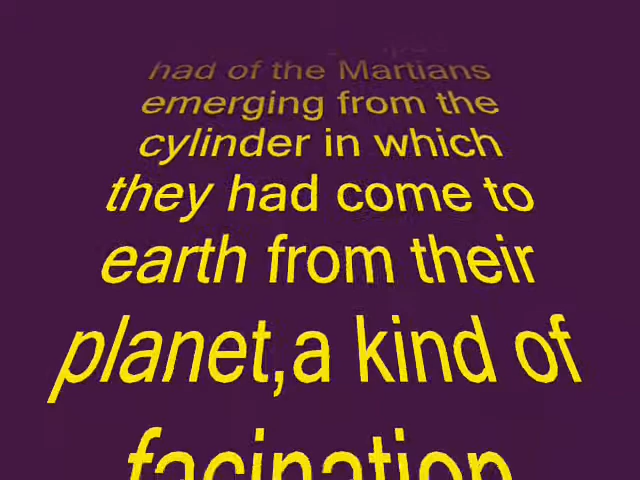 had of the Martians
emerging from the
cylinder in which
they had come to
earth from their
planet,a kind of
facination